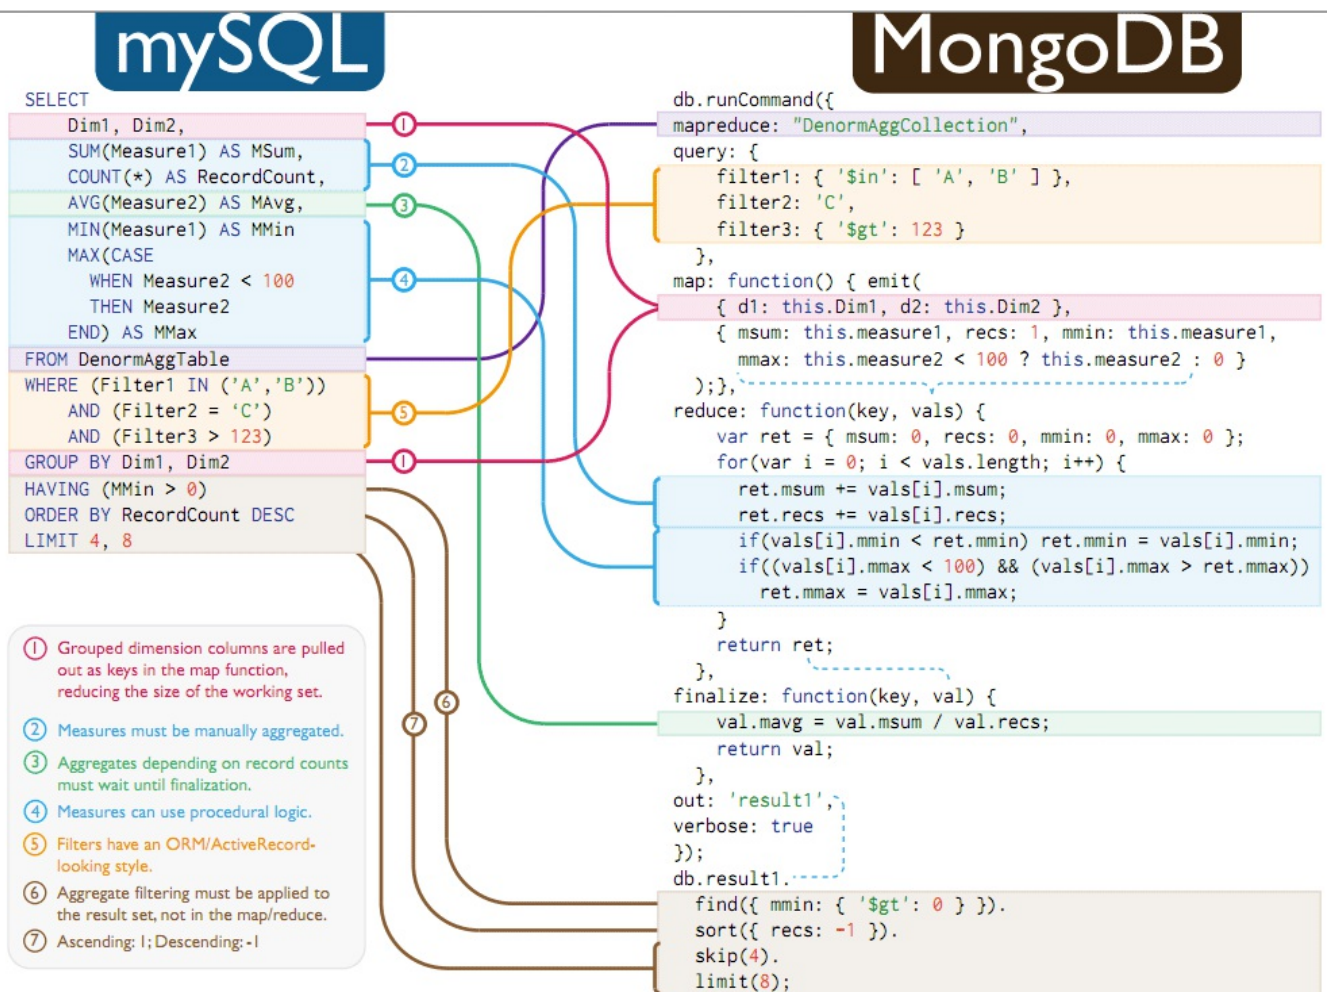 mySQL
SELECT
Dim1, Dim2,
SUM(Measure1) AS MSum,
COUNT(*) AS RecordCount,
AVG(Measure2) AS MAvg,
MIN(Measure1) AS MMin
MAX(CASE
WHEN Measure2 < 100
THEN Measure2
END) AS MMax
FROM DenormAggTable
WHERE (Filter1 IN ('A','B'))
AND (Filter2 = 'C')
AND (Filter3 > 123)
GROUP BY Dim1, Dim2
HAVING (MMin > 0)
ORDER BY RecordCount DESC
LIMIT 4, 8
1
2
3
4
5
1
6
7
1 Grouped dimension columns are pulled
out as keys in the map function,
reducing the size of the working set.
2 Measures must be manually aggregated.
3 Aggregates depending on record counts
must wait until finalization.
4 Measures can use procedural logic.
5 Filters have an ORM/ActiveRecord-
looking style.
6 Aggregate filtering must be applied to
the result set, not in the map/reduce.
7 Ascending: 1; Descending: -1
MongoDB
db.runCommand({
mapreduce: "DenormAggCollection",
query: {
filter1: { '$in': [ 'A', 'B' ] },
filter2: 'C',
filter3: { '$gt': 123 }
},
map: function() { emit(
{ d1: this.Dim1, d2: this.Dim2 },
{ msum: this.measure1, recs: 1, mmin: this.measure1,
mmax: this.measure2 < 100 ? this.measure2 : 0 }
);},
reduce: function(key, vals) {
var ret = { msum: 0, recs: 0, mmin: 0, mmax: 0 };
for(var i = 0; i < vals.length; i++) {
ret.msum += vals[i].msum;
ret.recs += vals[i].recs;
if(vals[i].mmin < ret.mmin) ret.mmin = vals[i].mmin;
if((vals[i].mmax < 100) && (vals[i].mmax > ret.mmax))
ret.mmax = vals[i].mmax;
}
return ret;
},
finalize: function(key, val) {
val.mavg = val.msum / val.recs;
return val;
},
out: 'result1',
verbose: true
});
db.result1.
find({ mmin: { '$gt': 0 } }).
sort({ recs: -1 }).
skip(4).
limit(8);